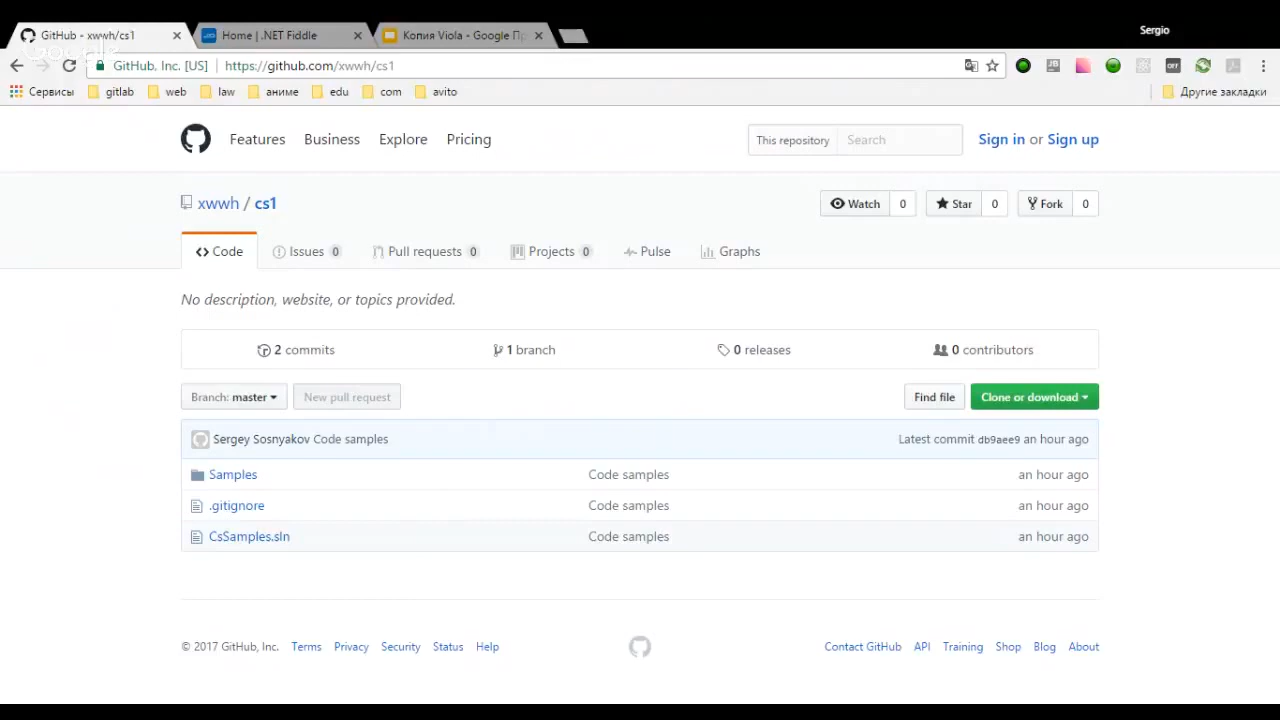 Sergio
GitHub - xwwh/cs1
Home | .NET Fiddle
Копия Viola - Google Пр
Google
GitHub, Inc. [US] https://github.com/xwwh/cs1
Сервисы gitlab web law аниме edu com avito Другие закладки
Features Business Explore Pricing This repository Search Sign in or Sign up
xwwh / cs1 Watch 0 Star 0 Fork 0
Code Issues 0 Pull requests 0 Projects 0 Pulse Graphs
No description, website, or topics provided.
2 commits 1 branch 0 releases 0 contributors
Branch: master New pull request Find file Clone or download
Sergey Sosnyakov Code samples Latest commit db9aee9 an hour ago
Samples Code samples an hour ago
.gitignore Code samples an hour ago
CsSamples.sln Code samples an hour ago
© 2017 GitHub, Inc. Terms Privacy Security Status Help Contact GitHub API Training Shop Blog About